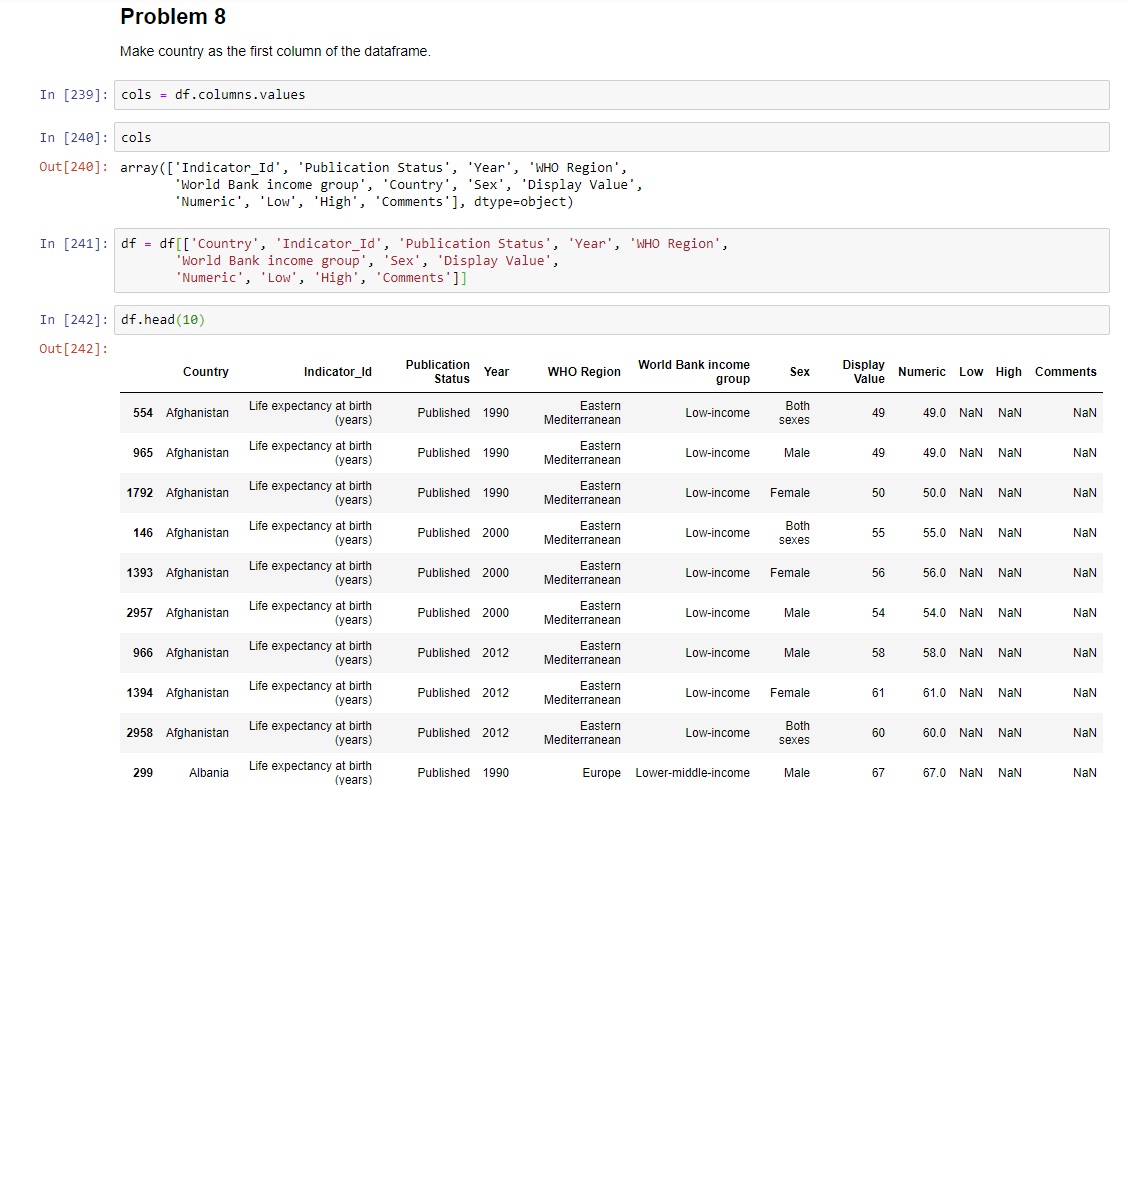 Problem 8
Make country as the first column of the dataframe.
In [239]: cols = df.columns.values
In [240]: cols
Out[240]: array(['Indicator_Id', 'Publication Status', 'Year', 'WHO Region',
'World Bank income group', 'Country', 'Sex', 'Display Value',
'Numeric', 'Low', 'High', 'Comments'], dtype=object)
In [241]: df = df[['Country', 'Indicator_Id', 'Publication Status', 'Year', 'WHO Region',
'World Bank income group', 'Sex', 'Display Value',
'Numeric', 'Low', 'High', 'Comments']]
In [242]: df.head(10)
Out[242]:
Publication World Bank income Display
Country Indicator_Id Year WHO Region Sex Numeric Low High Comments
Status group Value
Life expectancy at birth Eastern Both
554 Afghanistan Published 1990 Low-income 49 49.0 NaN NaN NaN
(years) Mediterranean sexes
Life expectancy at birth Eastern
965 Afghanistan Published 1990 Low-income Male 49 49.0 NaN NaN NaN
(years) Mediterranean
Life expectancy at birth Eastern
1792 Afghanistan Published 1990 Low-income Female 50 50.0 NaN NaN NaN
(years) Mediterranean
Life expectancy at birth Eastern Both
146 Afghanistan Published 2000 Low-income 55 55.0 NaN NaN NaN
(years) Mediterranean sexes
Life expectancy at birth Eastern
1393 Afghanistan Published 2000 Low-income Female 56 56.0 NaN NaN NaN
(years) Mediterranean
Life expectancy at birth Eastern
2957 Afghanistan Published 2000 Low-income Male 54 54.0 NaN NaN NaN
(years) Mediterranean
Life expectancy at birth Eastern
966 Afghanistan Published 2012 Low-income Male 58 58.0 NaN NaN NaN
(years) Mediterranean
Life expectancy at birth Eastern
1394 Afghanistan Published 2012 Low-income Female 61 61.0 NaN NaN NaN
(years) Mediterranean
Life expectancy at birth Eastern Both
2958 Afghanistan Published 2012 Low-income 60 60.0 NaN NaN NaN
(years) Mediterranean sexes
Life expectancy at birth
299 Albania Published 1990 Europe Lower-middle-income Male 67 67.0 NaN NaN NaN
(years)